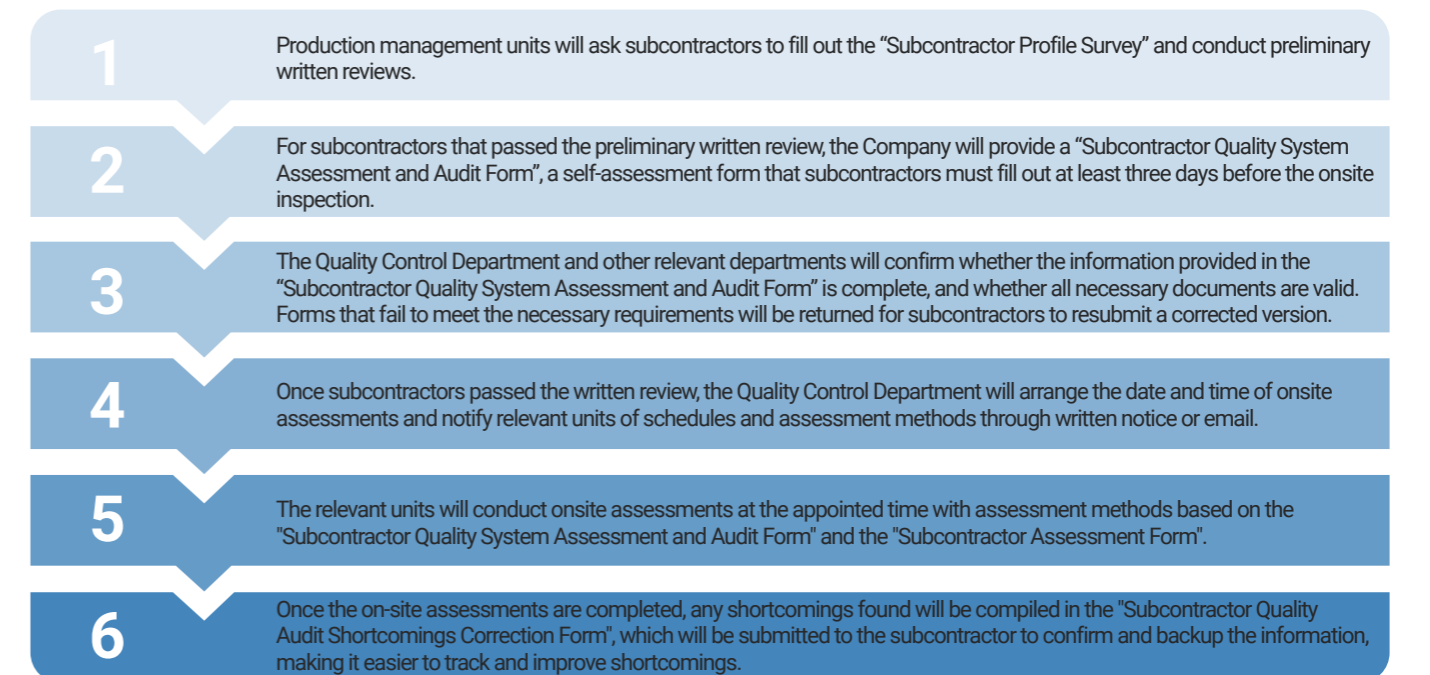 1
Production management units will ask subcontractors to fill out the “Subcontractor Profile Survey” and conduct preliminary
written reviews.
2
For subcontractors that passed the preliminary written review, the Company will provide a “Subcontractor Quality System
Assessment and Audit Form”, a self-assessment form that subcontractors must fill out at least three days before the onsite
inspection.
3
The Quality Control Department and other relevant departments will confirm whether the information provided in the
“Subcontractor Quality System Assessment and Audit Form” is complete, and whether all necessary documents are valid.
Forms that fail to meet the necessary requirements will be returned for subcontractors to resubmit a corrected version.
4
Once subcontractors passed the written review, the Quality Control Department will arrange the date and time of onsite
assessments and notify relevant units of schedules and assessment methods through written notice or email.
5
The relevant units will conduct onsite assessments at the appointed time with assessment methods based on the
"Subcontractor Quality System Assessment and Audit Form" and the "Subcontractor Assessment Form".
6
Once the on-site assessments are completed, any shortcomings found will be compiled in the "Subcontractor Quality
Audit Shortcomings Correction Form", which will be submitted to the subcontractor to confirm and backup the information,
making it easier to track and improve shortcomings.